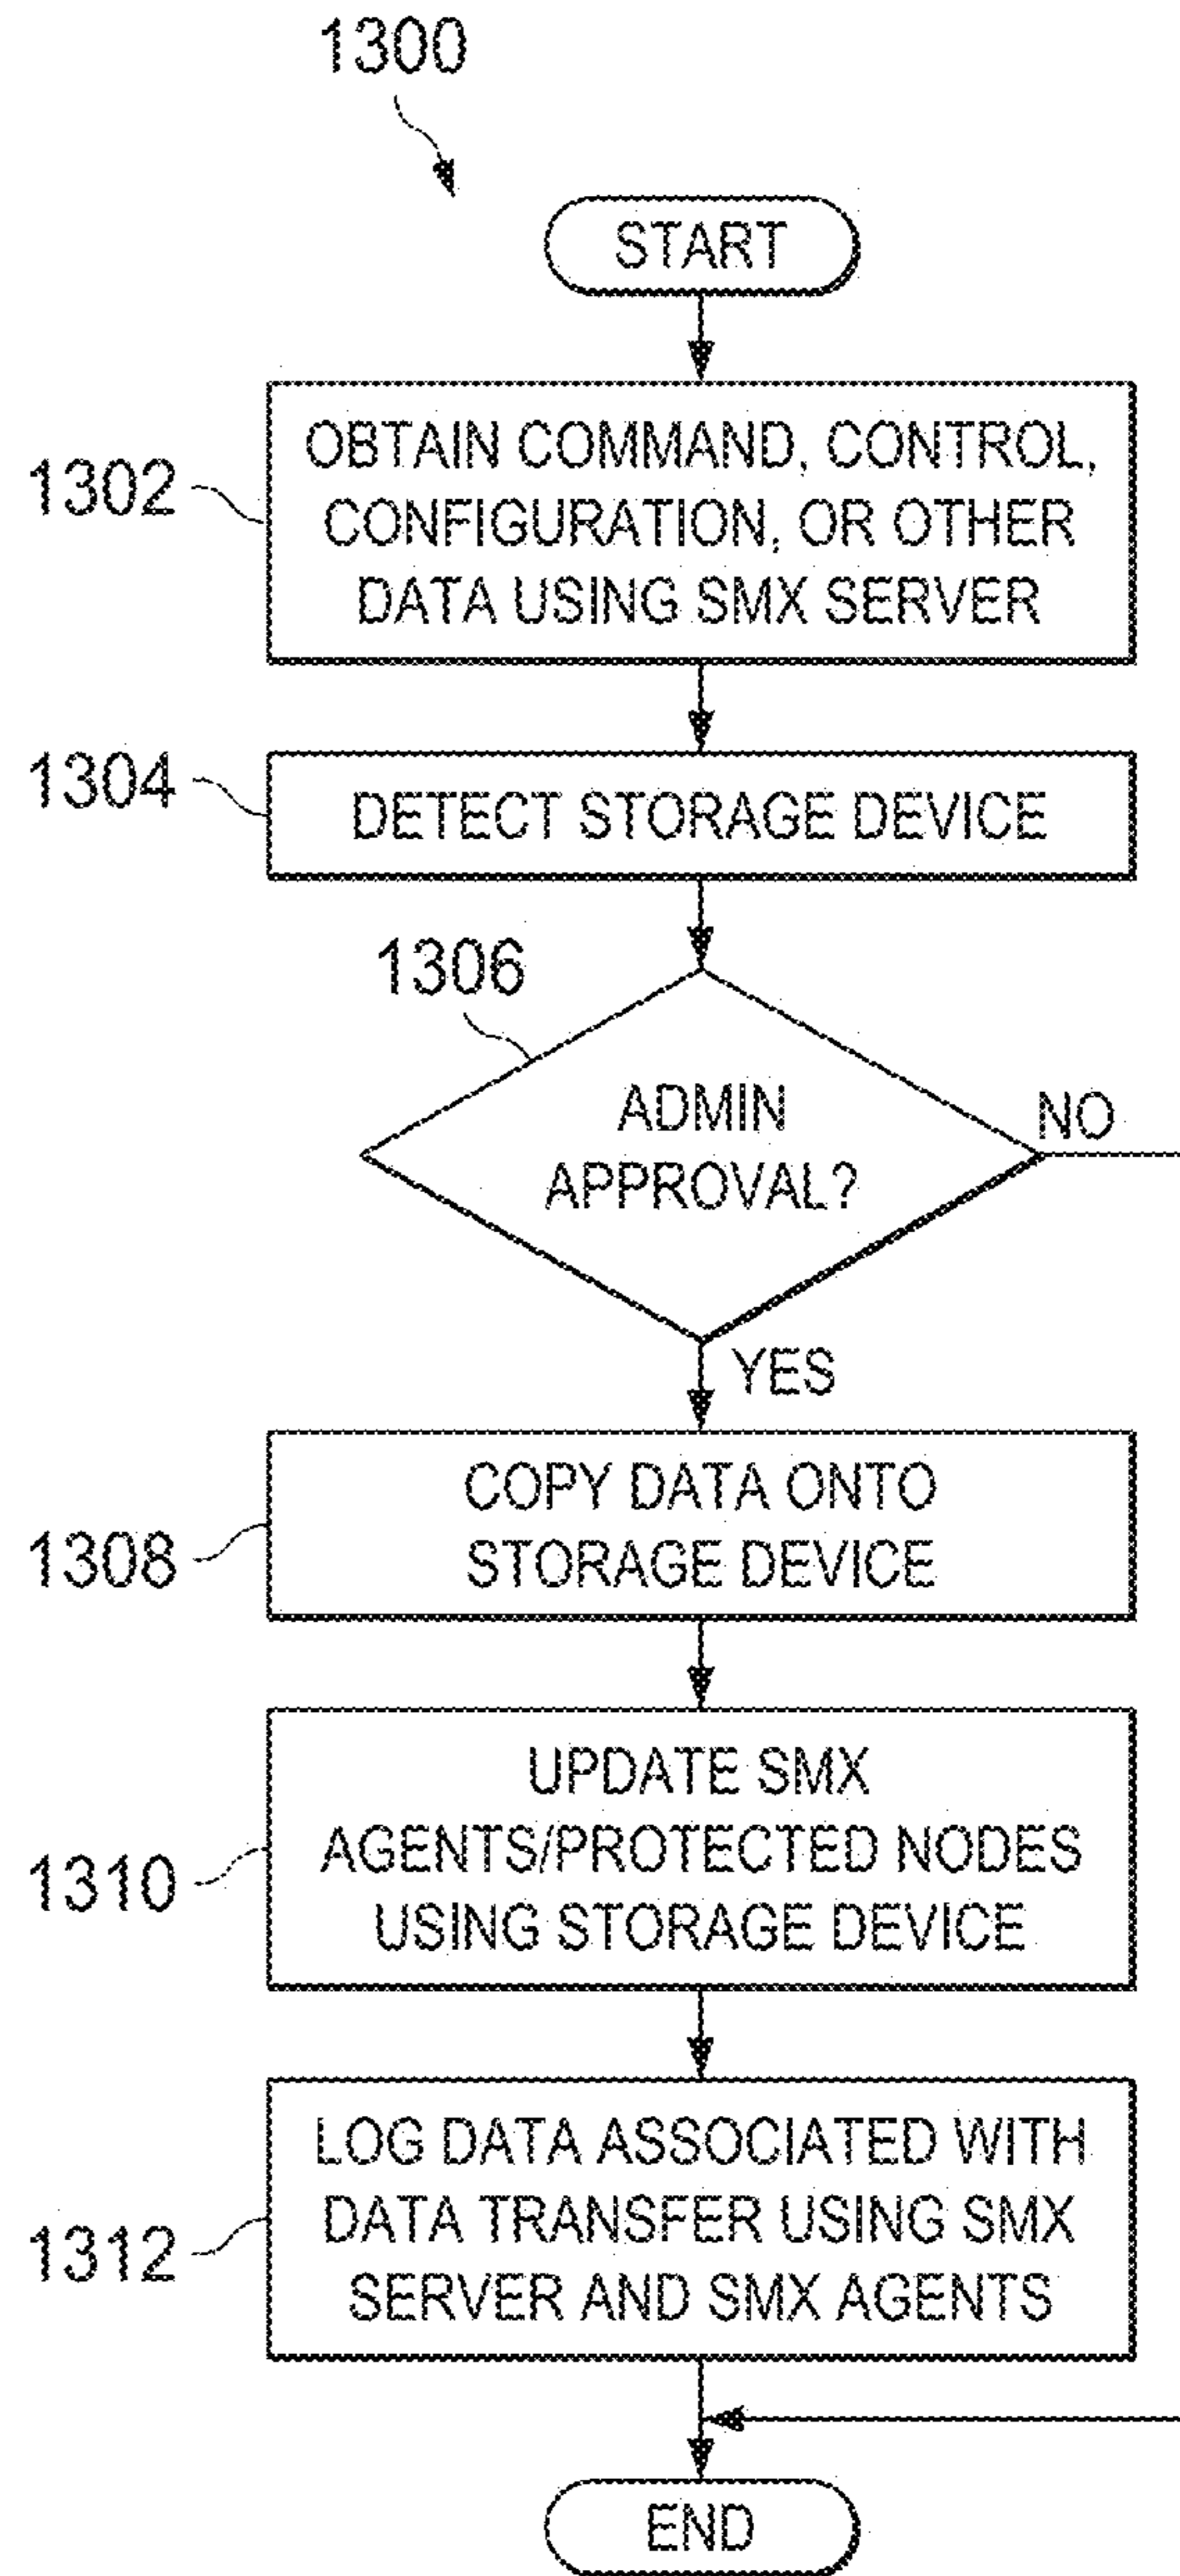 1300
START
1302
OBTAIN COMMAND, CONTROL,
CONFIGURATION, OR OTHER
DATA USING SMX SERVER
1304
DETECT STORAGE DEVICE
1306
ADMIN
APPROVAL?
NO
YES
1308
COPY DATA ONTO
STORAGE DEVICE
1310
UPDATE SMX
AGENTS/PROTECTED NODES
USING STORAGE DEVICE
1312
LOG DATA ASSOCIATED WITH
DATA TRANSFER USING SMX
SERVER AND SMX AGENTS
END